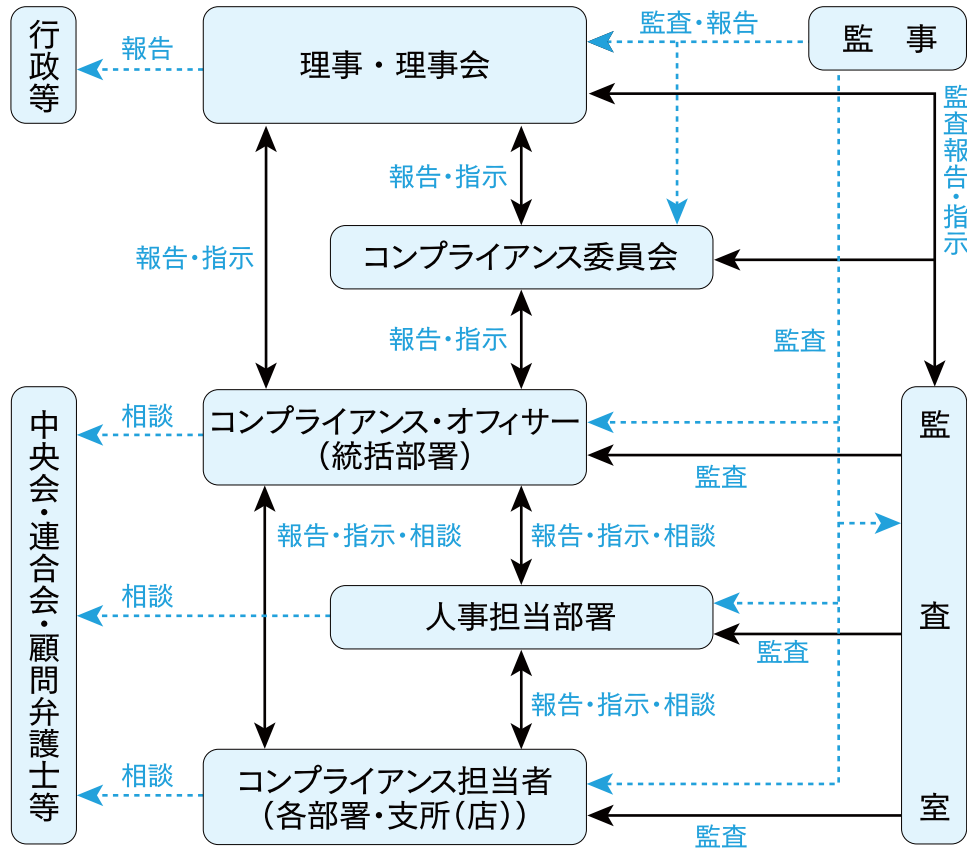 行政等
報告
理事・理事会
監査・報告
監　事
監査報告・指示
報告・指示
報告・指示
コンプライアンス委員会
報告・指示
監査
中央会・連合会・顧問弁護士等
相談
コンプライアンス・オフィサー
（統括部署）
監査
監査室
報告・指示・相談
報告・指示・相談
相談
人事担当部署
監査
報告・指示・相談
相談
コンプライアンス担当者
（各部署・支所（店））
監査